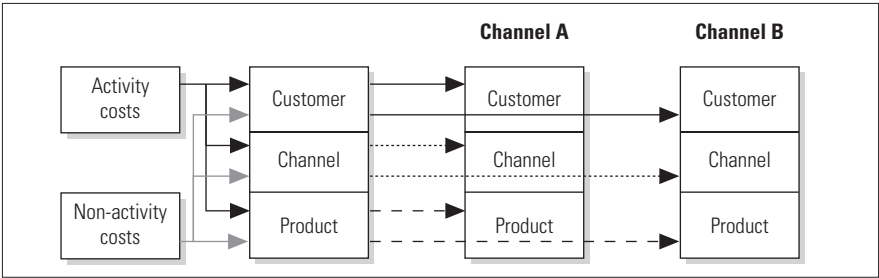 Channel A
Channel B
Activity
costs
Non-activity
costs
Customer
Channel
Product
Customer
Channel
Product
Customer
Channel
Product